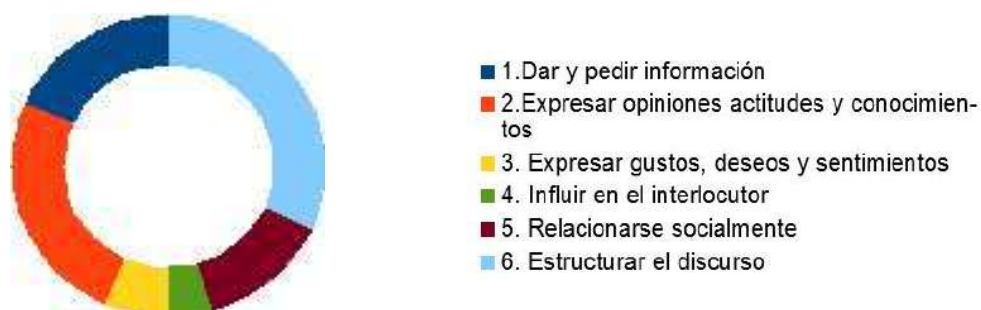 1.Dar y pedir información
2.Expresar opiniones actitudes y conocimien-
tos
3. Expresar gustos, deseos y sentimientos
4. Influir en el interlocutor
5. Relacionarse socialmente
6. Estructurar el discurso